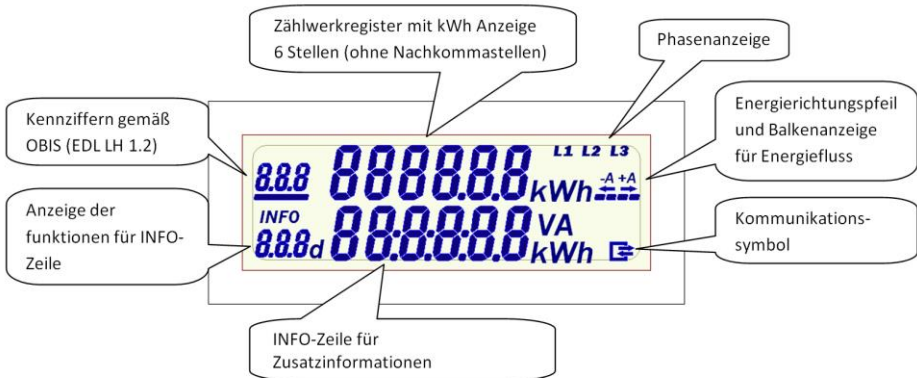 Zählwerkregister mit kWh Anzeige
6 Stellen (ohne Nachkommastellen)
Phasenanzeige
Kennziffern gemäß
OBIS (EDL LH 1.2)
Energierichtungspfeil
und Balkenanzeige
für Energiefluss
L1 L2 L3
8.8.8
8888.8.8
kWh
-A +A
Anzeige der
funktionen für INFO-
Zeile
INFO
8.8.8d
88:8:8.8.8
VA
kWh
Kommunikations-
symbol
INFO-Zeile für
Zusatzinformationen